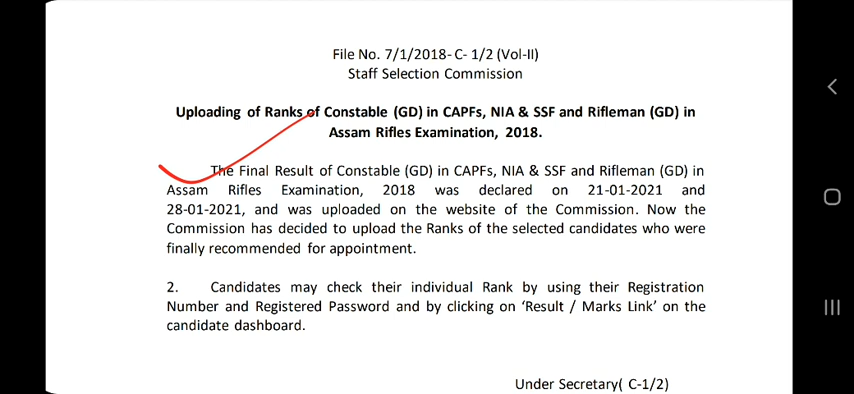 File No. 7/1/2018- C- 1/2 (Vol-II)
Staff Selection Commission
Uploading of Ranks of Constable (GD) in CAPFs, NIA & SSF and Rifleman (GD) in
Assam Rifles Examination, 2018.
The Final Result of Constable (GD) in CAPFs, NIA & SSF and Rifleman (GD) in
Assam Rifles Examination, 2018 was declared on 21-01-2021 and
28-01-2021, and was uploaded on the website of the Commission. Now the
Commission has decided to upload the Ranks of the selected candidates who were
finally recommended for appointment.
2. Candidates may check their individual Rank by using their Registration
Number and Registered Password and by clicking on ‘Result / Marks Link’ on the
candidate dashboard.
Under Secretary( C-1/2)